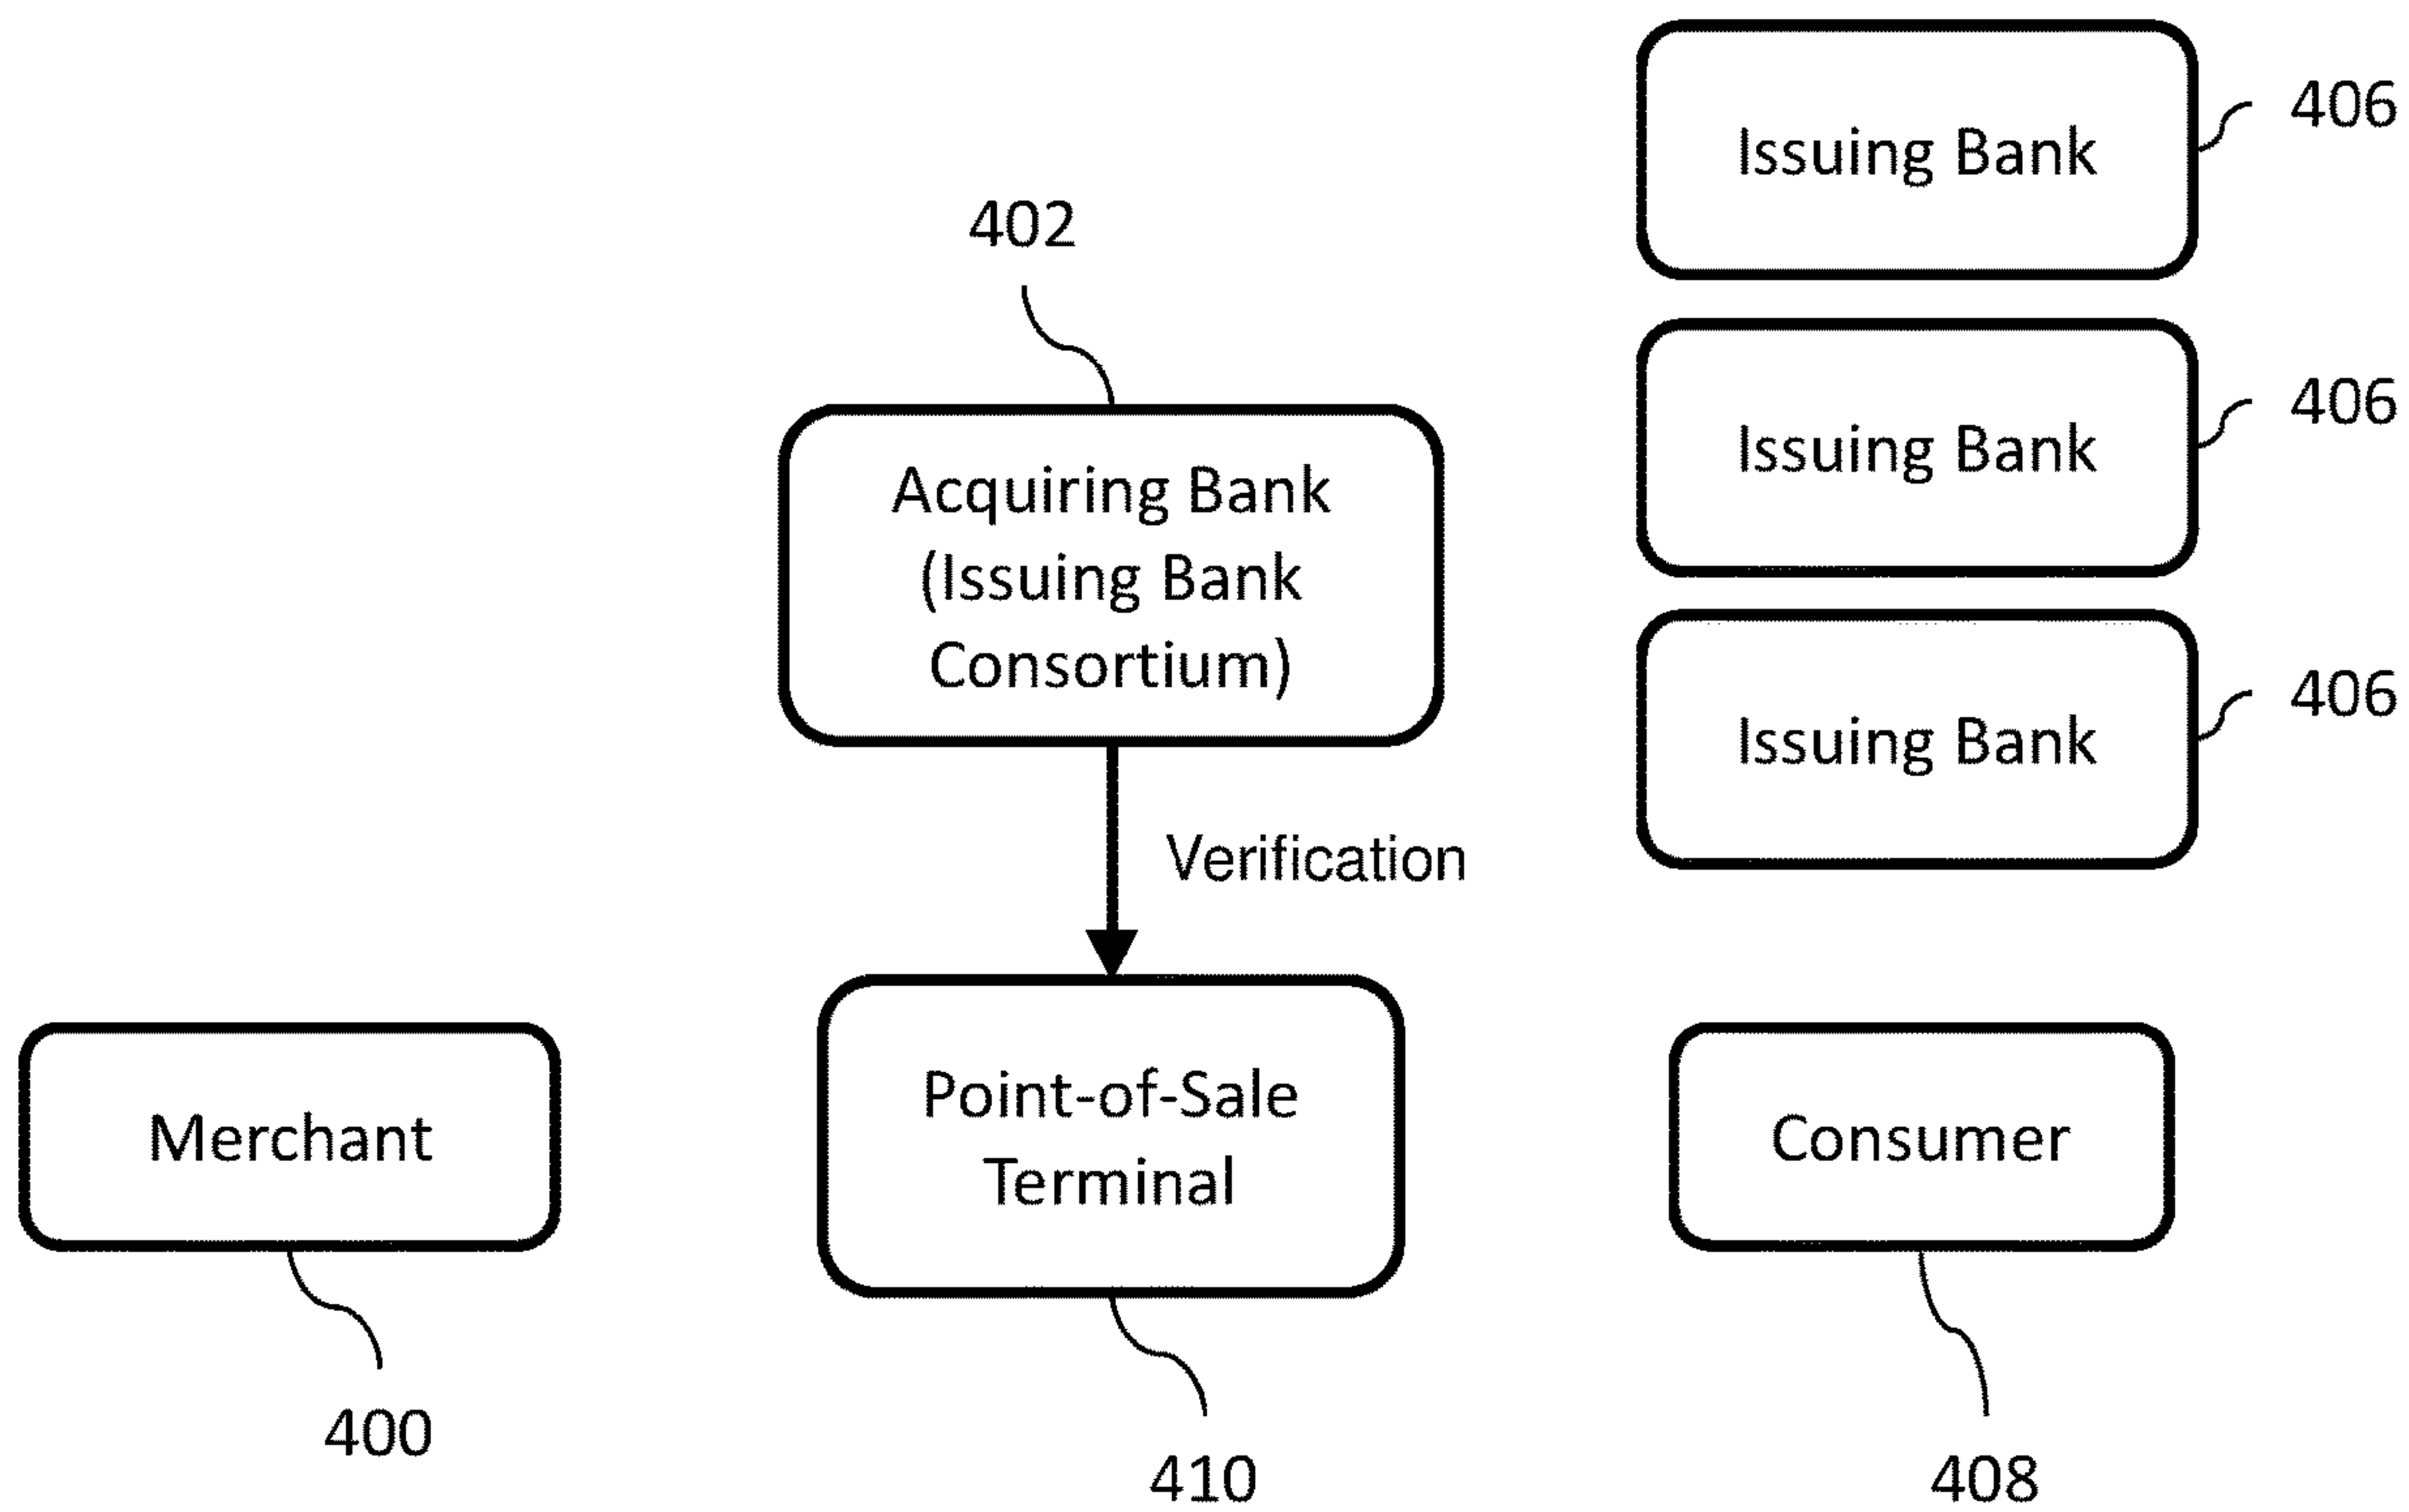 Issuing Bank
406
402
Issuing Bank
406
Acquiring Bank
(Issuing Bank
Consortium)
Issuing Bank
406
Verification
Merchant
400
Point-of-Sale
Terminal
410
Consumer
408